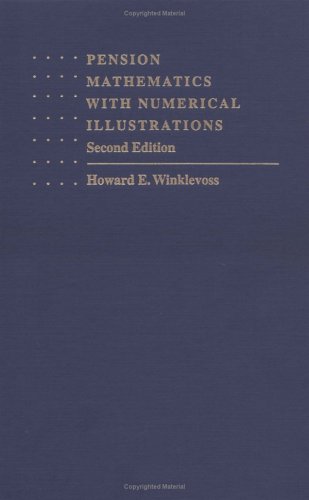 PENSION
MATHEMATICS
WITH NUMERICAL
ILLUSTRATIONS
Second Edition
Howard E. Winklevoss